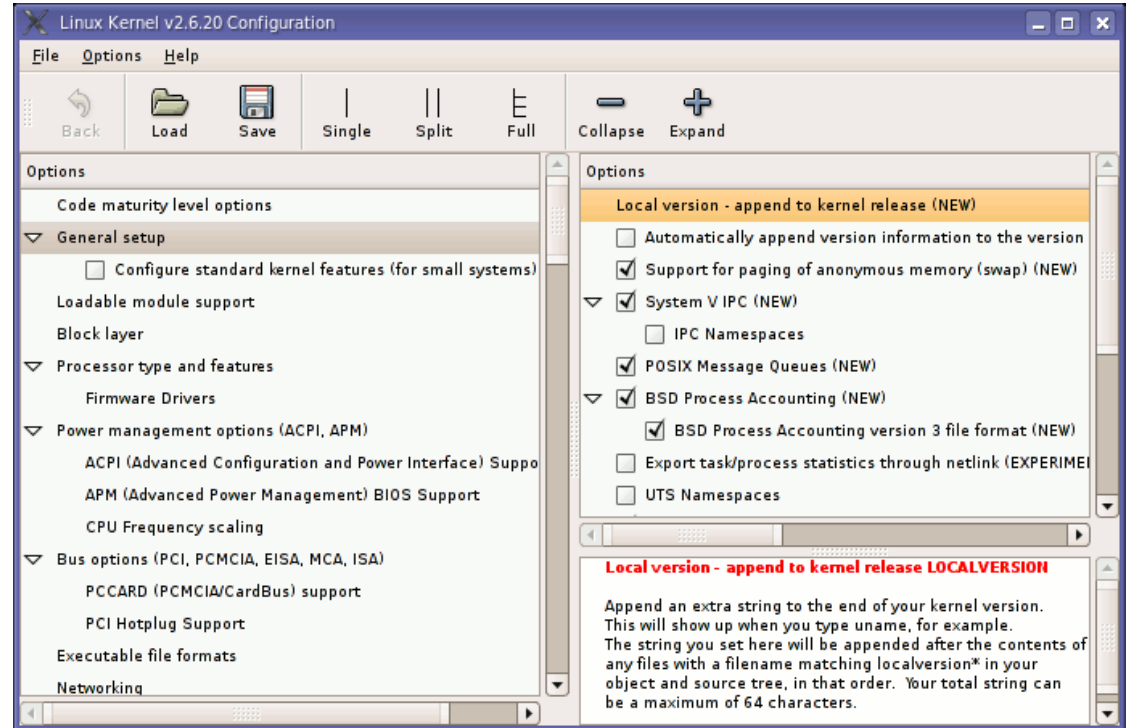 Linux Kernel v2.6.20 Configuration
File Options Help
Back Load Save Single Split Full Collapse Expand
Options
Code maturity level options
General setup
Configure standard kernel features (for small systems)
Loadable module support
Block layer
Processor type and features
Firmware Drivers
Power management options (ACPI, APM)
ACPI (Advanced Configuration and Power Interface) Suppo
APM (Advanced Power Management) BIOS Support
CPU Frequency scaling
Bus options (PCI, PCMCIA, EISA, MCA, ISA)
PCCARD (PCMCIA/CardBus) support
PCI Hotplug Support
Executable file formats
Networking
Options
Local version - append to kernel release (NEW)
Automatically append version information to the version
Support for paging of anonymous memory (swap) (NEW)
System V IPC (NEW)
IPC Namespaces
POSIX Message Queues (NEW)
BSD Process Accounting (NEW)
BSD Process Accounting version 3 file format (NEW)
Export task/process statistics through netlink (EXPERIME
UTS Namespaces
Local version - append to kernel release LOCALVERSION
Append an extra string to the end of your kernel version.
This will show up when you type uname, for example.
The string you set here will be appended after the contents of
any files with a filename matching localversion* in your
object and source tree, in that order. Your total string can
be a maximum of 64 characters.